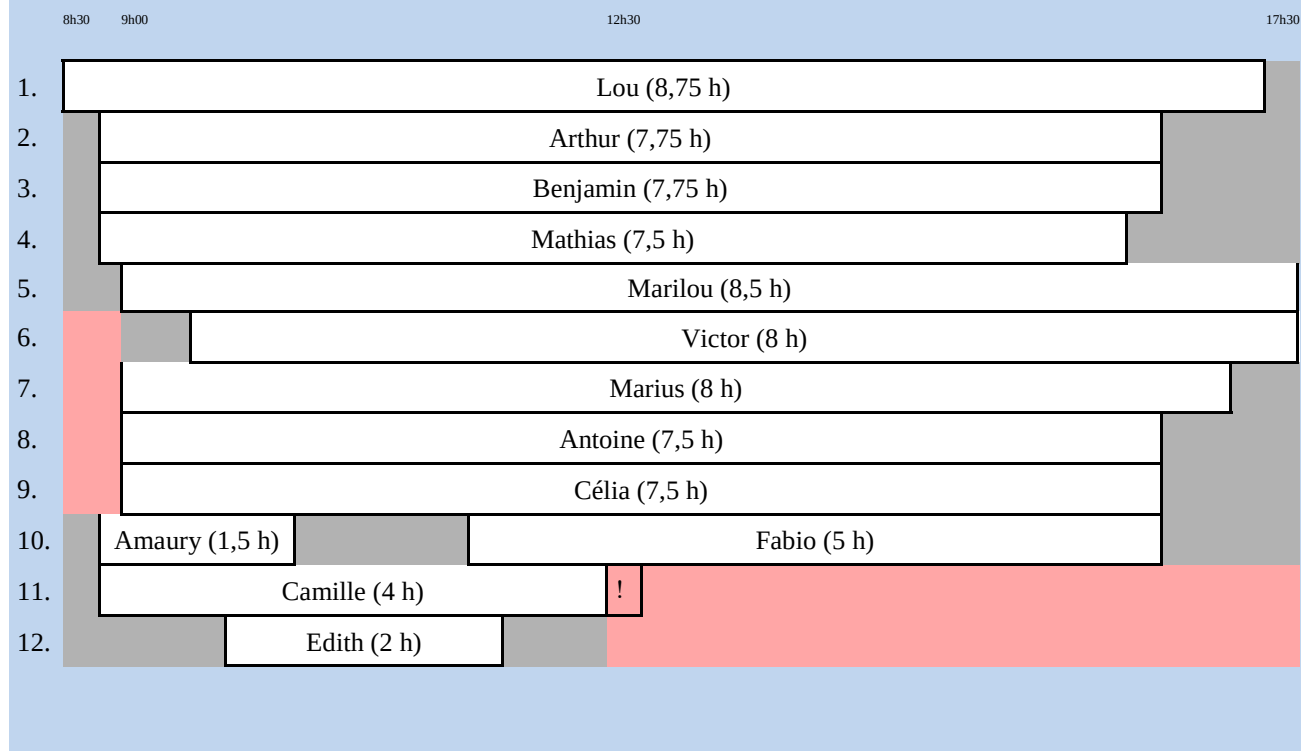 8h30 9h00 12h30 17h30
1. Lou (8,75 h)
2. Arthur (7,75 h)
3. Benjamin (7,75 h)
4. Mathias (7,5 h)
5. Marilou (8,5 h)
6. Victor (8 h)
7. Marius (8 h)
8. Antoine (7,5 h)
9. Célia (7,5 h)
10. Amaury (1,5 h) Fabio (5 h)
11. Camille (4 h) !
12. Edith (2 h)